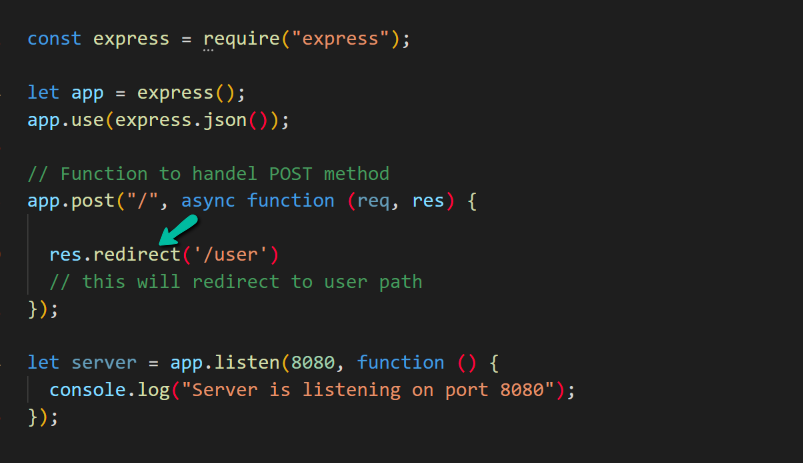 const express = require("express");
let app = express();
app.use(express.json());
// Function to handel POST method
app.post("/", async function (req, res) {
res.redirect('/user')
// this will redirect to user path
});
let server = app.listen(8080, function () {
console.log("Server is listening on port 8080");
});